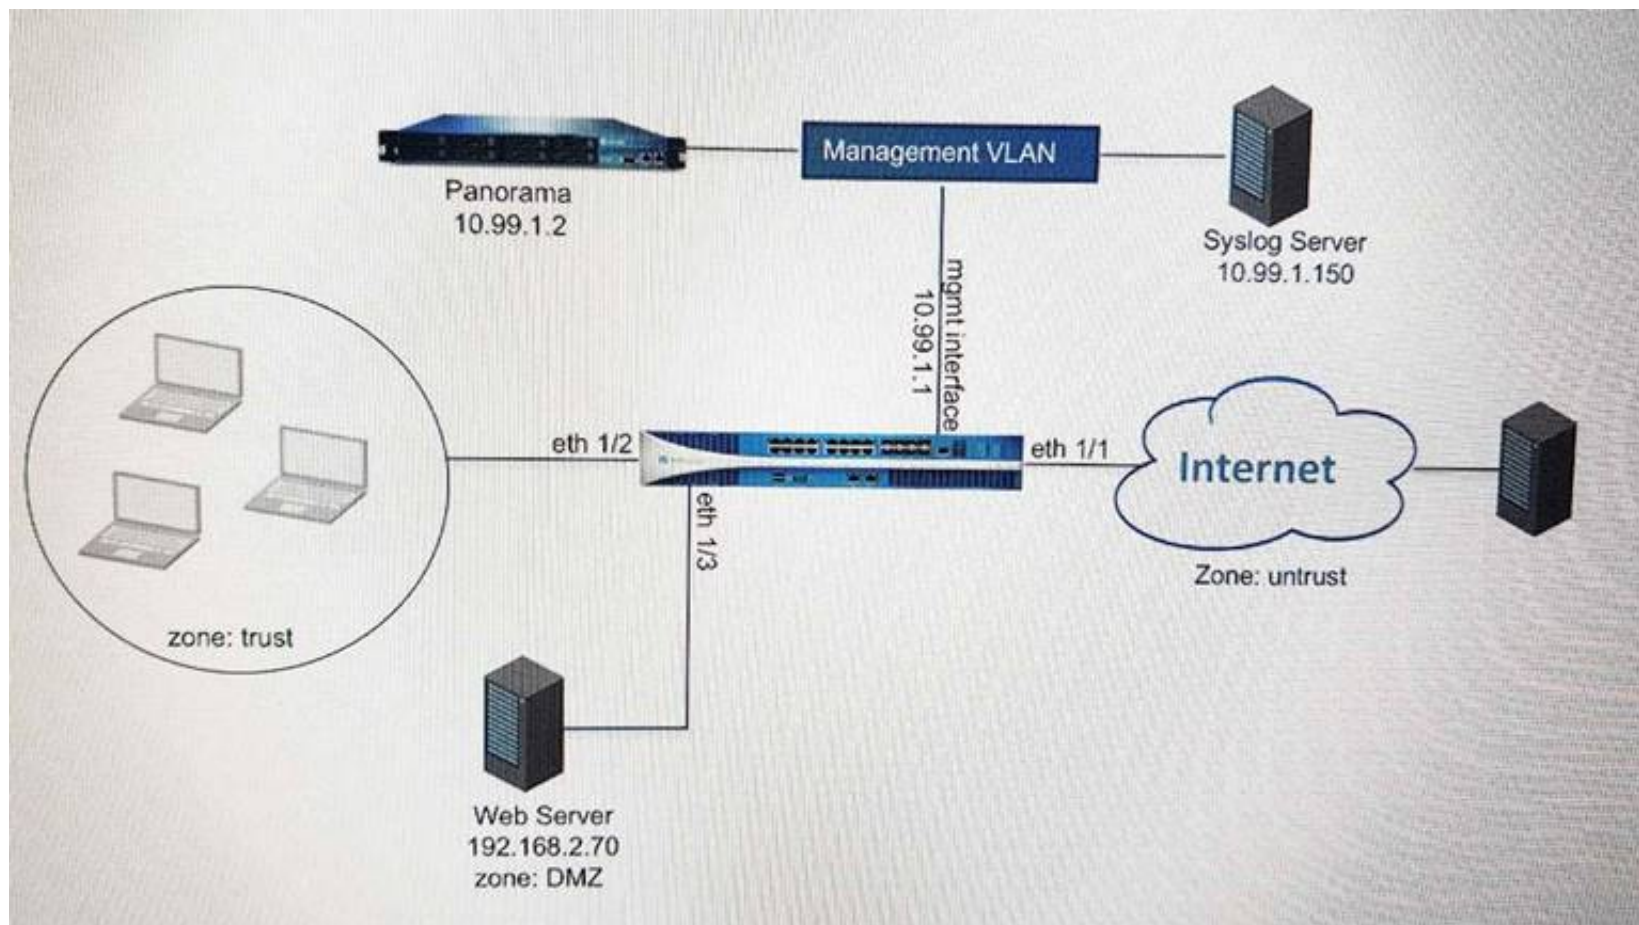 Management VLAN
Panorama
10.99.1.2
Syslog Server
10.99.1.150
mgmt interface
10.99.1.1
eth 1/2
eth 1/1
Internet
eth 1/3
Zone: untrust
zone: trust
Web Server
192.168.2.70
zone: DMZ